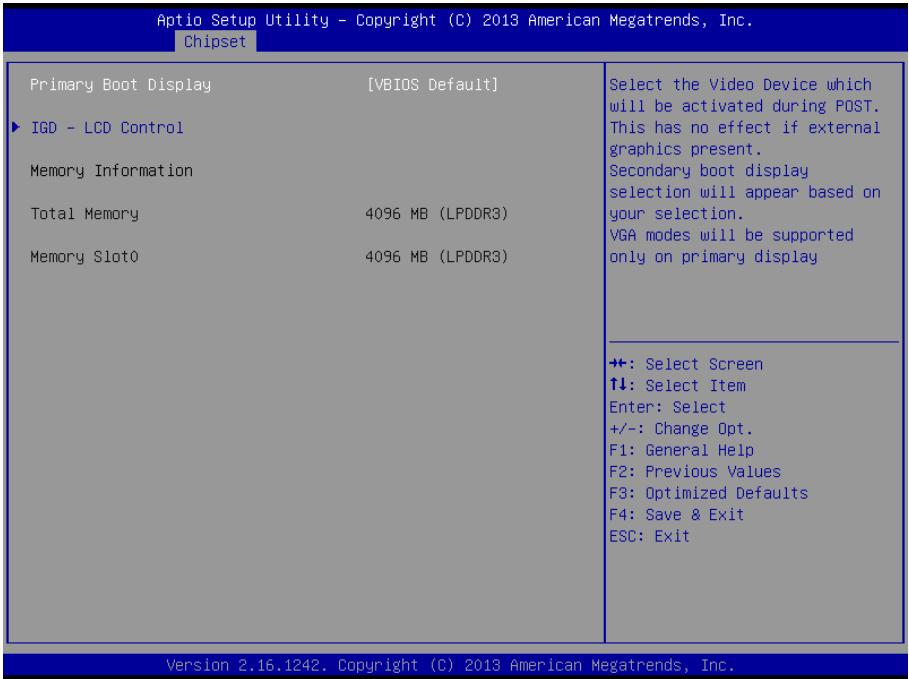 Aptio Setup Utility – Copyright (C) 2013 American Megatrends, Inc.
Chipset
Primary Boot Display [VBIOS Default]
IGD - LCD Control
Memory Information
Total Memory 4096 MB (LPDDR3)
Memory Slot0 4096 MB (LPDDR3)
Select the Video Device which
will be activated during POST.
This has no effect if external
graphics present.
Secondary boot display
selection will appear based on
your selection.
VGA modes will be supported
only on primary display
→←: Select Screen
↑↓: Select Item
Enter: Select
+/-: Change Opt.
F1: General Help
F2: Previous Values
F3: Optimized Defaults
F4: Save & Exit
ESC: Exit
Version 2.16.1242. Copyright (C) 2013 American Megatrends, Inc.